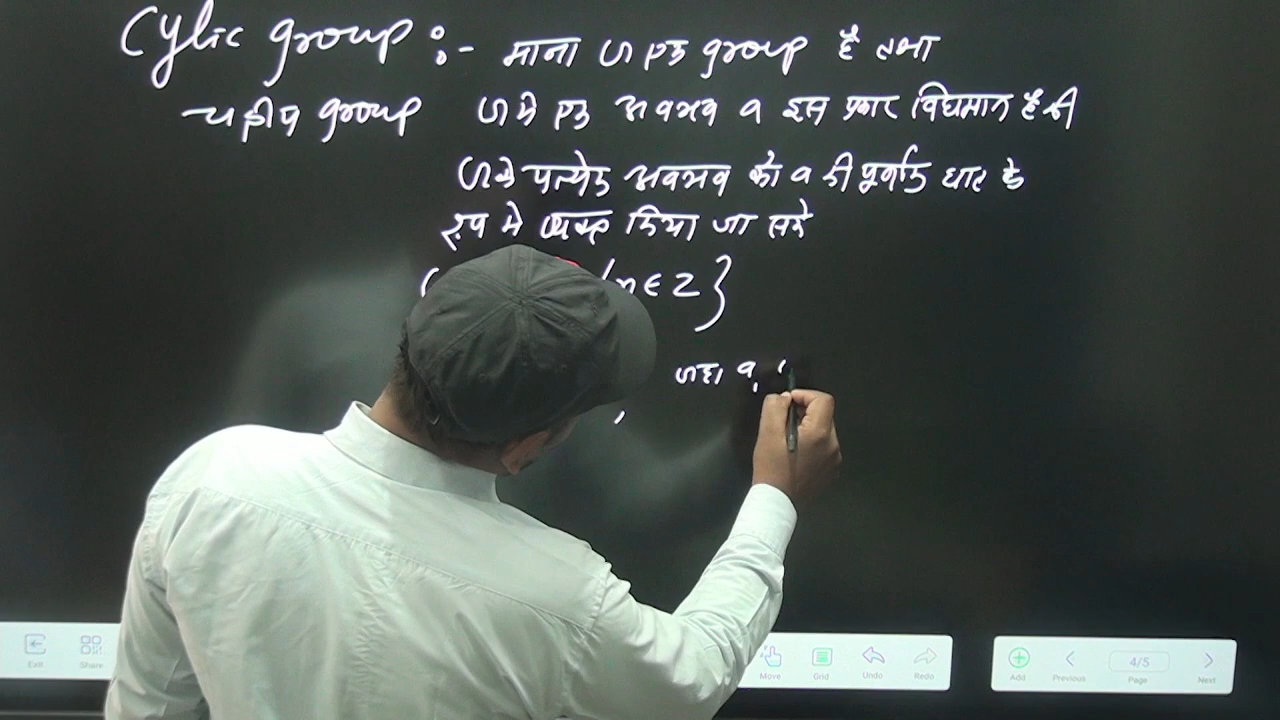 Cylic group :- माना G एक group है तथा
चक्रीय group G मे एक अवयव a इस प्रकार विद्यमान है की
G के प्रत्येक अवयव को a की पूर्णांक घात के
रूप मे व्यक्त किया जा सके
/n ∈ Z }
जहा a,
Exit
Share
Move
Grid
Undo
Redo
Add
Previous
4/5
Page
Next